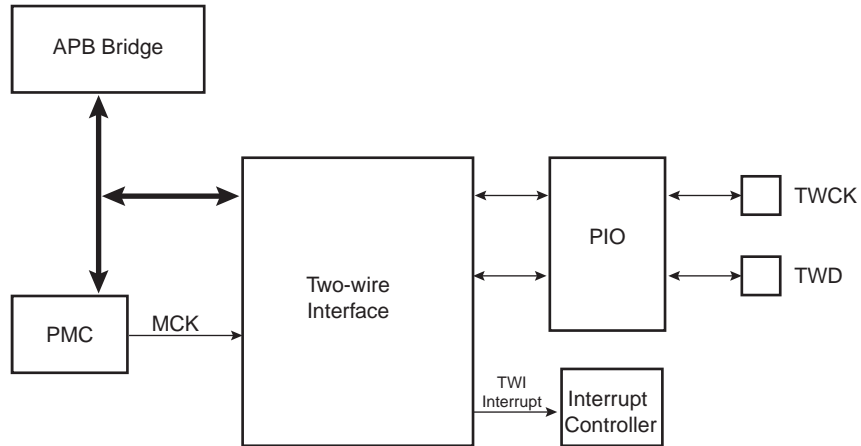 APB Bridge
TWCK
PIO
Two-wire
Interface
TWD
MCK
PMC
TWI
Interrupt
Interrupt
Controller